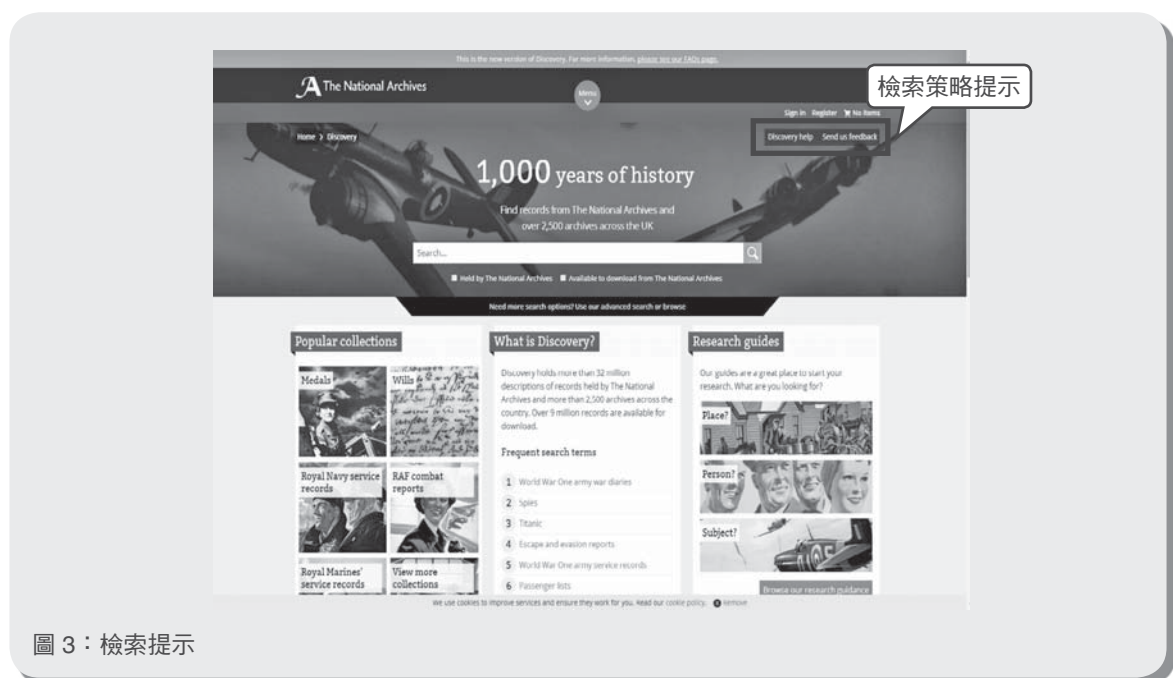 This is the new version of Discovery. For more information, please see our FAQs page.
The National Archives
Menu
檢索策略提示
Sign in Register No Items
Home > Discovery
Discovery help Send us feedback
1,000 years of history
Find records from The National Archives and
over 2,500 archives across the UK
Search...
Held by The National Archives Available to download from The National Archives
Need more search options? Use our advanced search or browse
Popular collections
Medals
Wills
Royal Navy service
records
RAF combat
reports
Royal Marines'
service records
View more
collections
What is Discovery?
Discovery holds more than 32 million
descriptions of records held by The National
Archives and more than 2,500 archives across the
country. Over 9 million records are available for
download.
Frequent search terms
1 World War One army war diaries
2 Spies
3 Titanic
4 Escape and evasion reports
5 World War One army service records
6 Passenger lists
Research guides
Our guides are a great place to start your
research. What are you looking for?
Place?
Person?
Subject?
Browse our research guidance
We use cookies to improve services and ensure they work for you. Read our cookie policy. Remove
圖 3：檢索提示